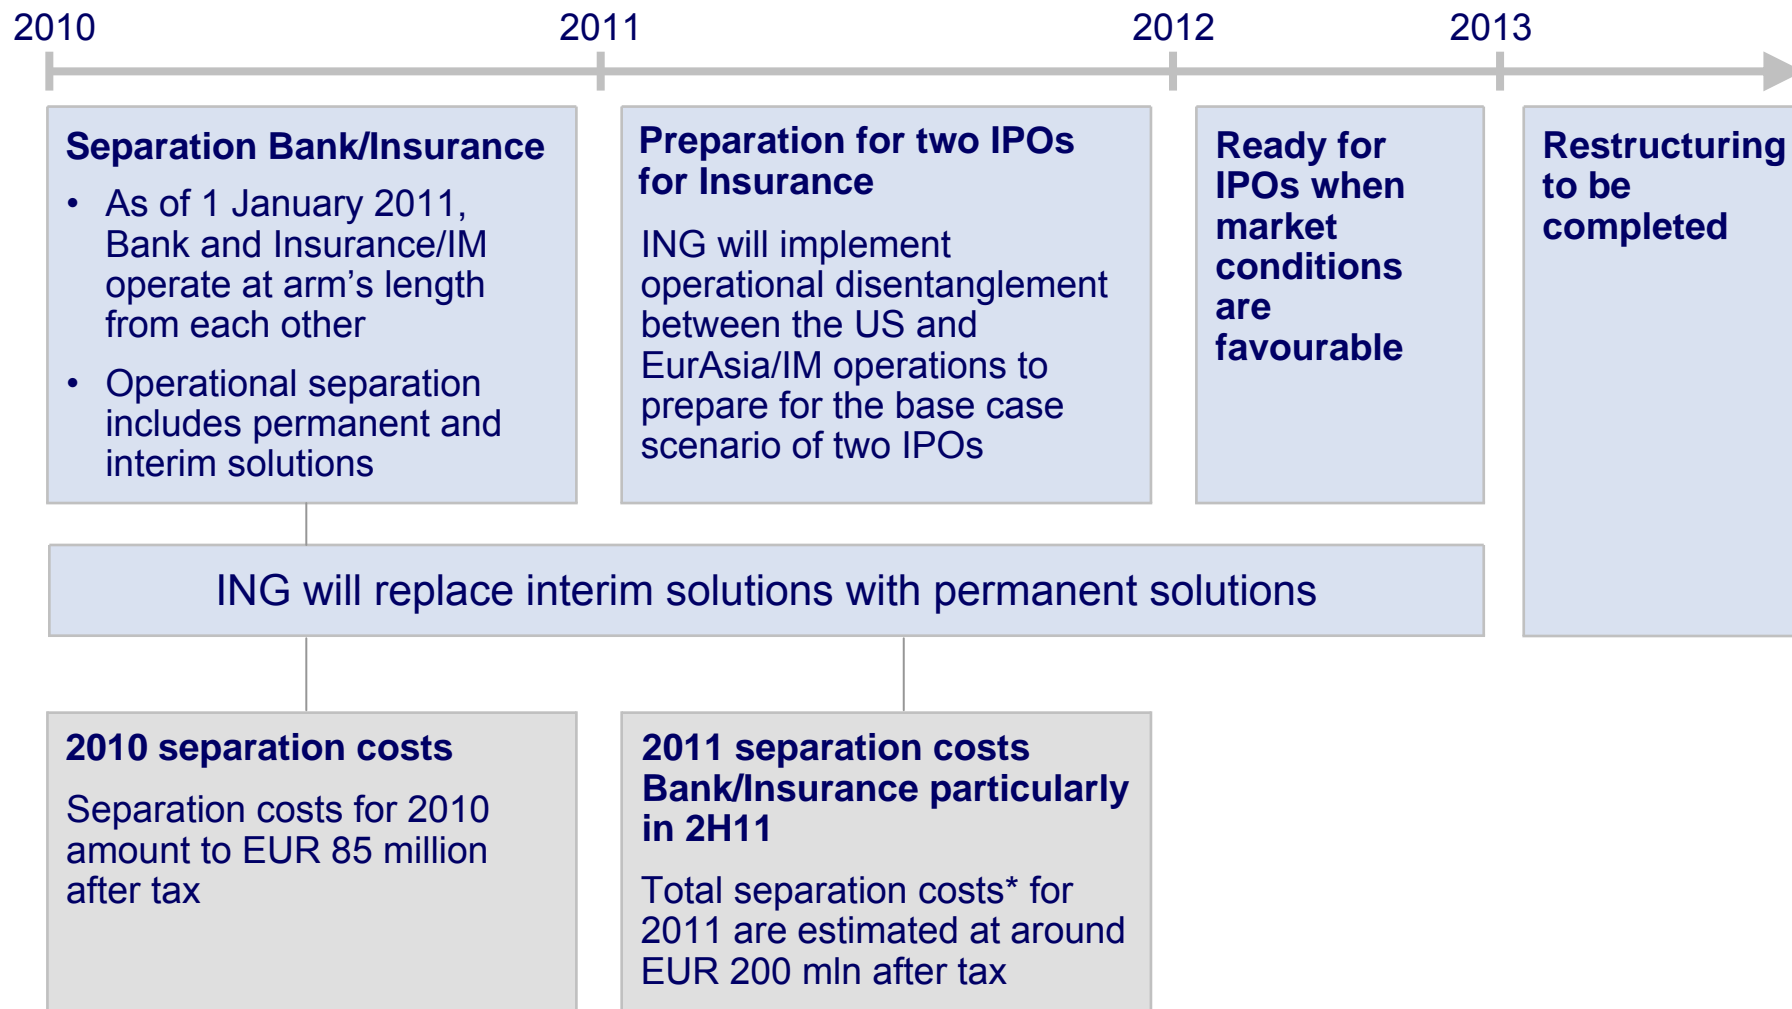 2010
2011
2012
2013
Separation Bank/Insurance
• As of 1 January 2011,
Bank and Insurance/IM
operate at arm’s length
from each other
• Operational separation
includes permanent and
interim solutions
Preparation for two IPOs
for Insurance
ING will implement
operational disentanglement
between the US and
EurAsia/IM operations to
prepare for the base case
scenario of two IPOs
Ready for
IPOs when
market
conditions
are
favourable
Restructuring
to be
completed
ING will replace interim solutions with permanent solutions
2010 separation costs
Separation costs for 2010
amount to EUR 85 million
after tax
2011 separation costs
Bank/Insurance particularly
in 2H11
Total separation costs* for
2011 are estimated at around
EUR 200 mln after tax